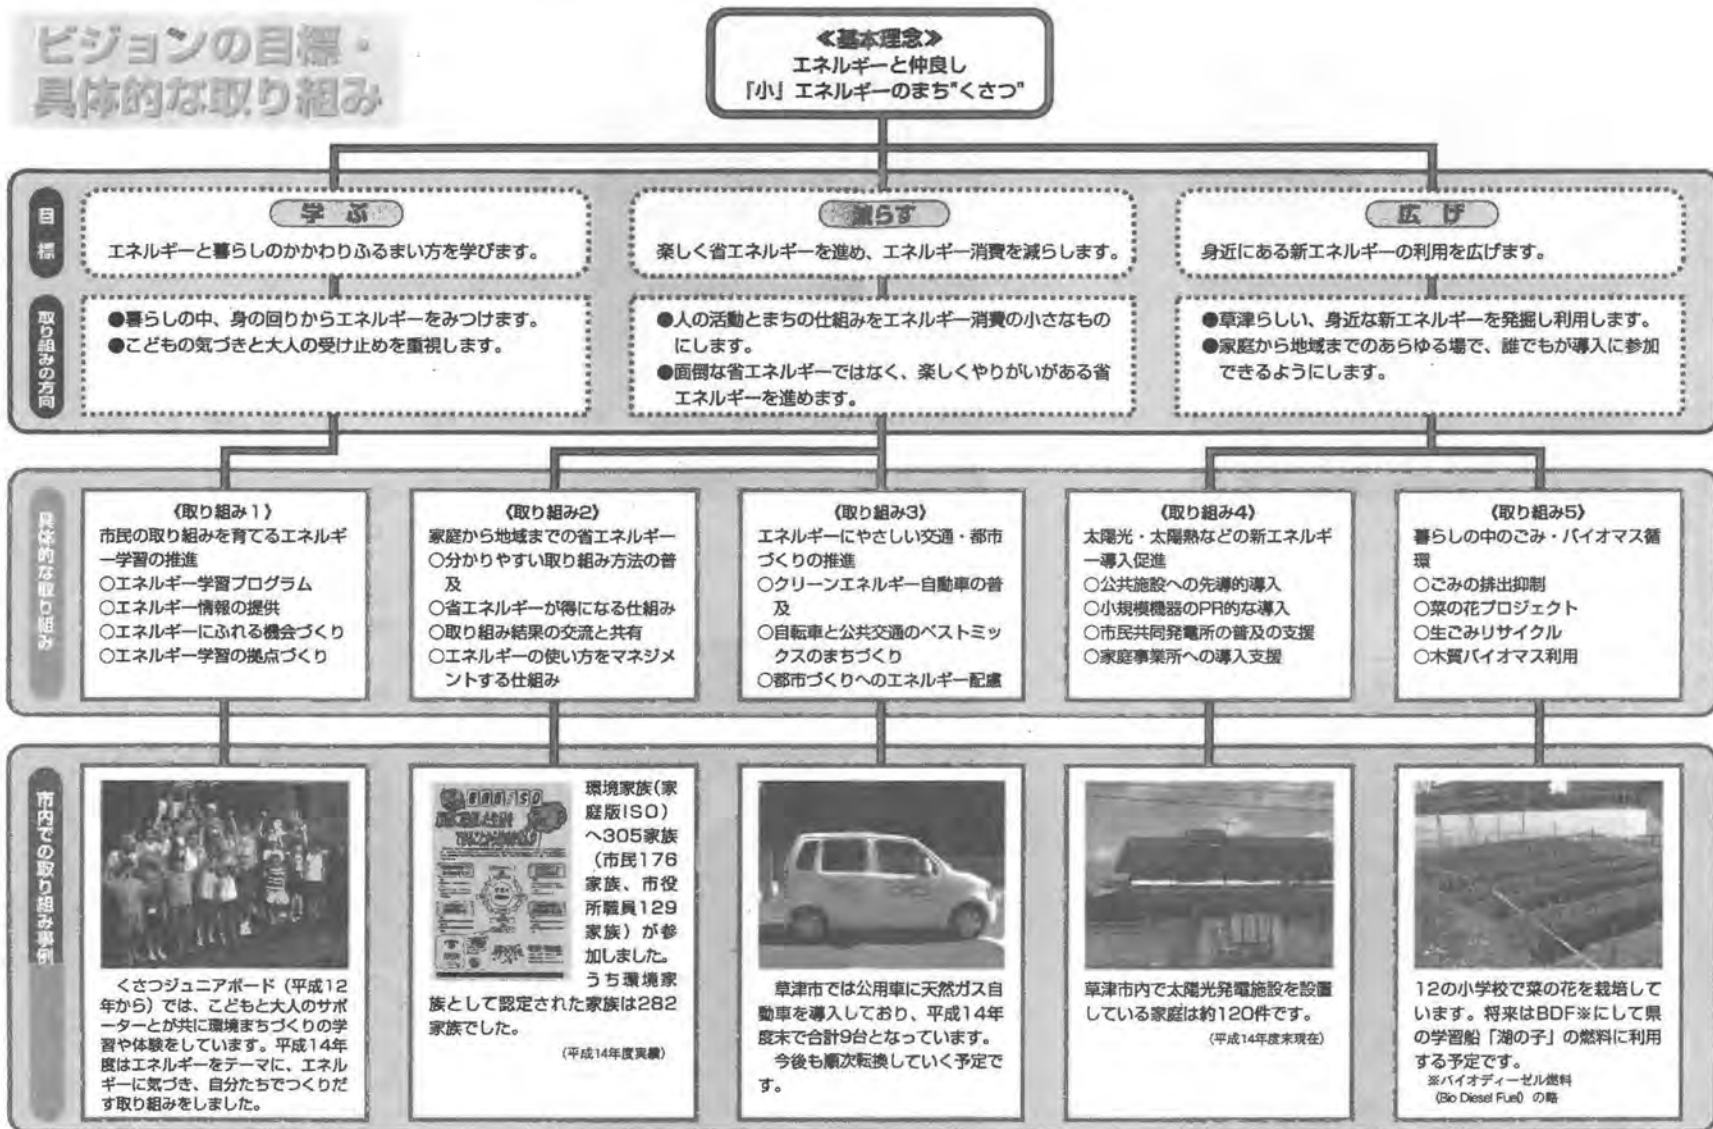 ビジョンの目標・
具体的な取り組み
≪基本理念≫
エネルギーと仲良し
「小」エネルギーのまち"くさつ"
目標
学ぶ
エネルギーと暮らしのかかわりふるまい方を学びます。
減らす
楽しく省エネルギーを進め、エネルギー消費を減らします。
広げ
身近にある新エネルギーの利用を広げます。
取り組みの方向
●暮らしの中、身の回りからエネルギーをみつけます。
●こどもの気づきと大人の受け止めを重視します。
●人の活動とまちの仕組みをエネルギー消費の小さなもの
にします。
●面倒な省エネルギーではなく、楽しくやりがいがある省
エネルギーを進めます。
●草津らしい、身近な新エネルギーを発掘し利用します。
●家庭から地域までのあらゆる場で、誰でもが導入に参加
できるようにします。
具体的な取り組み
《取り組み1》
市民の取り組みを育てるエネルギ
ー学習の推進
○エネルギー学習プログラム
○エネルギー情報の提供
○エネルギーにふれる機会づくり
○エネルギー学習の拠点づくり
《取り組み2》
家庭から地域までの省エネルギー
○分かりやすい取り組み方法の普
及
○省エネルギーが得になる仕組み
○取り組み結果の交流と共有
○エネルギーの使い方をマネジメ
ントする仕組み
《取り組み3》
エネルギーにやさしい交通・都市
づくりの推進
○クリーンエネルギー自動車の普
及
○自転車と公共交通のベストミッ
クスのまちづくり
○都市づくりへのエネルギー配慮
《取り組み4》
太陽光・太陽熱などの新エネルギ
ー導入促進
○公共施設への先導的導入
○小規模機器のPR的な導入
○市民共同発電所の普及の支援
○家庭事業所への導入支援
《取り組み5》
暮らしの中のごみ・バイオマス循
環
○ごみの排出抑制
○菜の花プロジェクト
○生ごみリサイクル
○木質バイオマス利用
市内での取り組み事例
くさつジュニアボード（平成12
年から）では、こどもと大人のサポ
ーターとが共に環境まちづくりの学
習や体験をしています。平成14年
度はエネルギーをテーマに、エネル
ギーに気づき、自分たちでつくりだ
す取り組みをしました。
環境家族（家
庭版ISO）
へ305家族
（市民176
家族、市役
所職員129
家族）が参
加しました。
うち環境家
族として認定された家族は282
家族でした。
（平成14年度実績）
草津市では公用車に天然ガス自
動車を導入しており、平成14年
度末で合計9台となっています。
今後も順次転換していく予定で
す。
草津市内で太陽光発電施設を設置
している家庭は約120件です。
（平成14年度末現在）
12の小学校で菜の花を栽培して
います。将来はBDF※にして県
の学習船「湖の子」の燃料に利用
する予定です。
※バイオディーゼル燃料
（Bio Diesel Fuel）の略